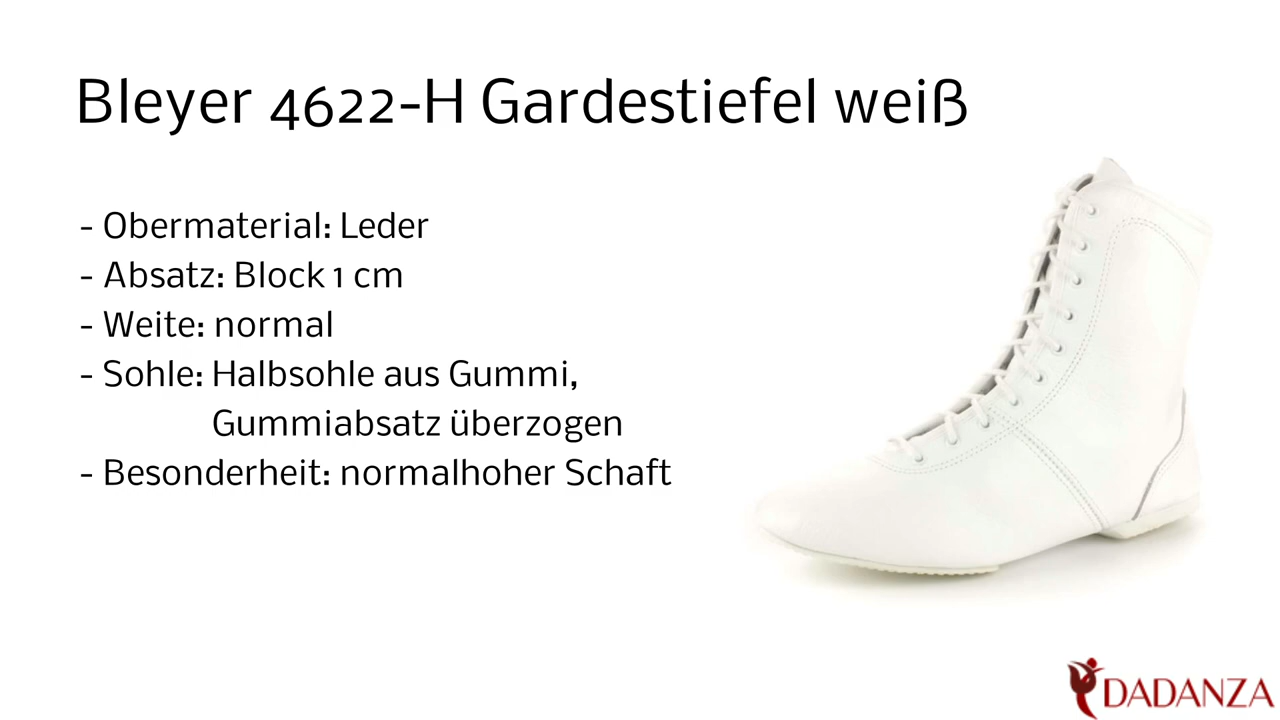 Bleyer 4622-H Gardestiefel weiß
- Obermaterial: Leder
- Absatz: Block 1 cm
- Weite: normal
- Sohle: Halbsohle aus Gummi,
Gummiabsatz überzogen
- Besonderheit: normalhoher Schaft
DADANZA